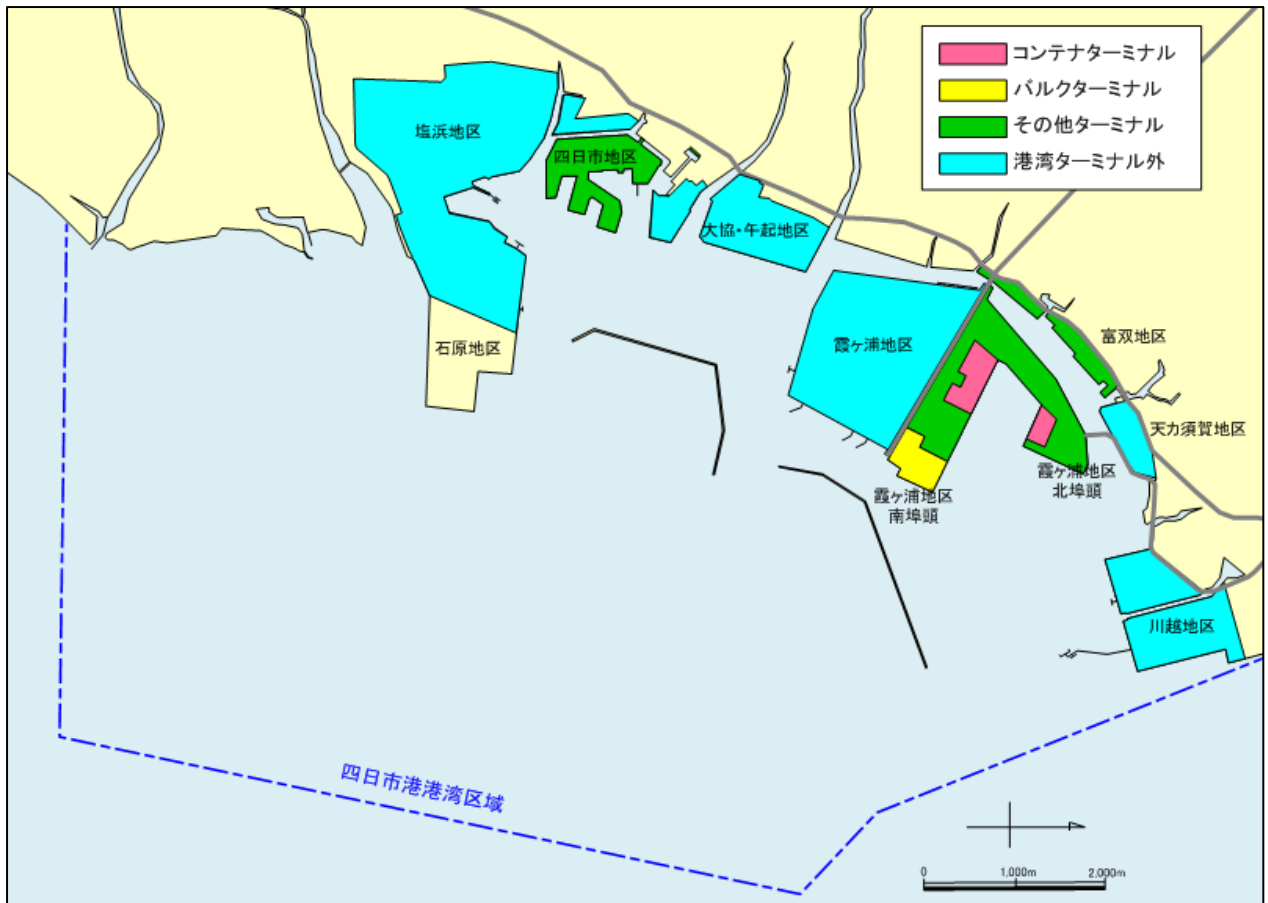 コンテナターミナル
バルクターミナル
その他ターミナル
港湾ターミナル外
塩浜地区
四日市地区
大協・午起地区
石原地区
霞ヶ浦地区
富双地区
天カ須賀地区
霞ヶ浦地区
北埠頭
霞ヶ浦地区
南埠頭
川越地区
四日市港港湾区域
0 1,000m 2,000m